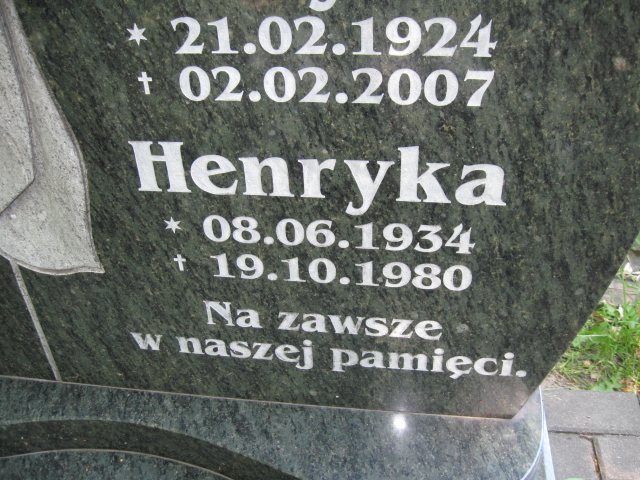 * 21.02.1924
† 02.02.2007
Henryka
* 08.06.1934
† 19.10.1980
Na zawsze
w naszej pamięci.